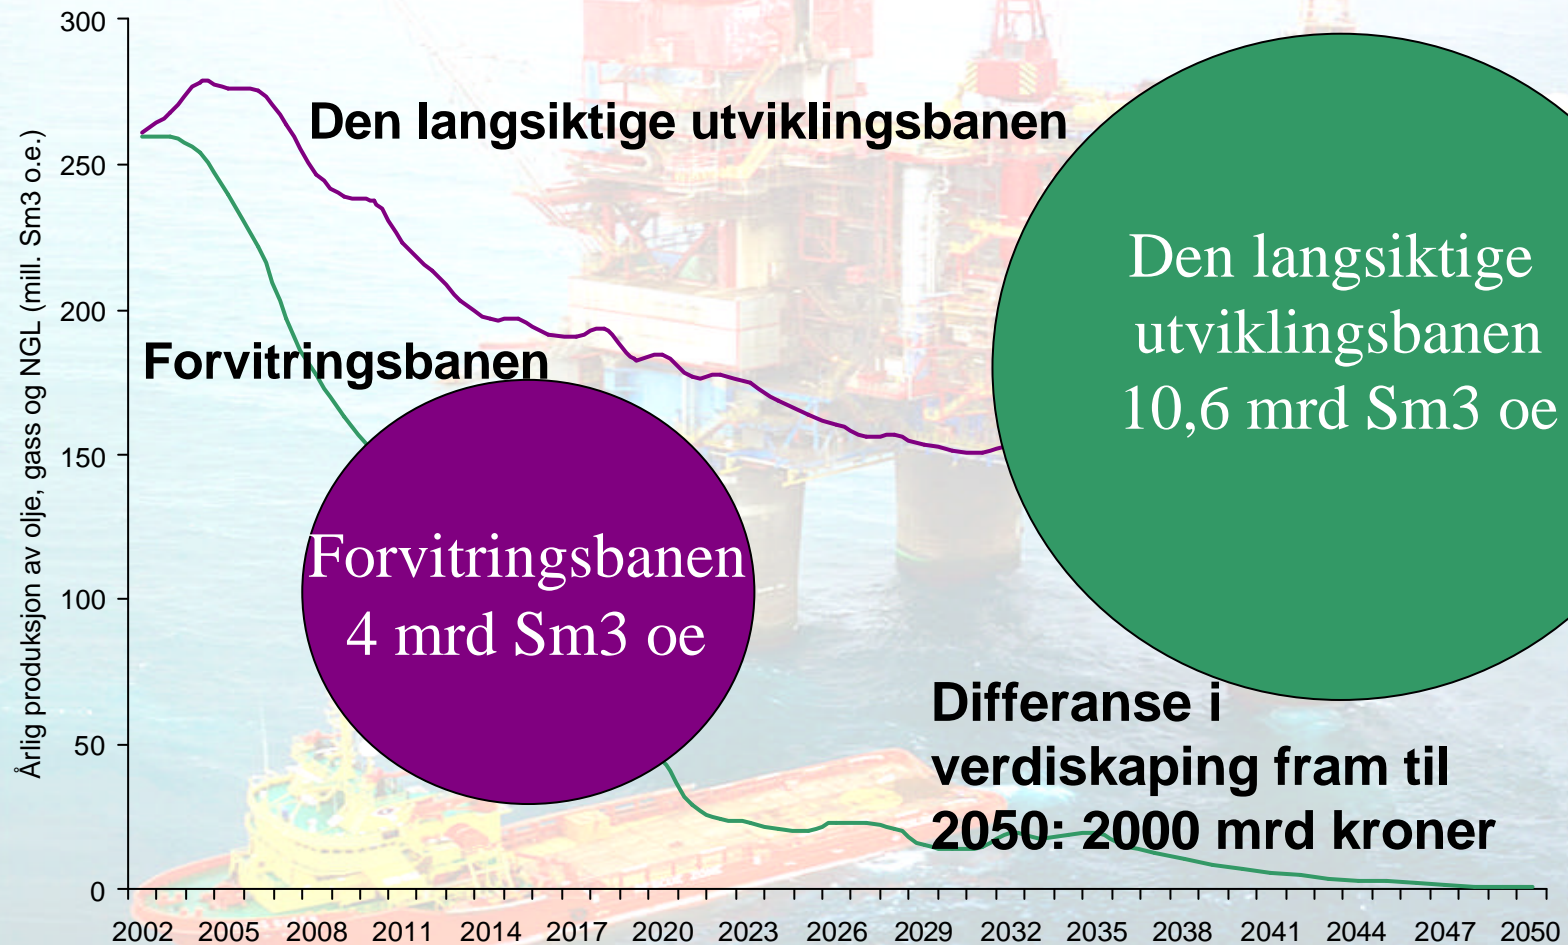 Årlig produksjon av olje, gass og NGL (mill. Sm3 o.e.)
300
250
200
150
100
50
0
Den langsiktige utviklingsbanen
Forvitringsbanen
Den langsiktige
utviklingsbanen
10,6 mrd Sm3 oe
Forvitringsbanen
4 mrd Sm3 oe
Differanse i
verdiskaping fram til
2050: 2000 mrd kroner
2002 2005 2008 2011 2014 2017 2020 2023 2026 2029 2032 2035 2038 2041 2044 2047 2050